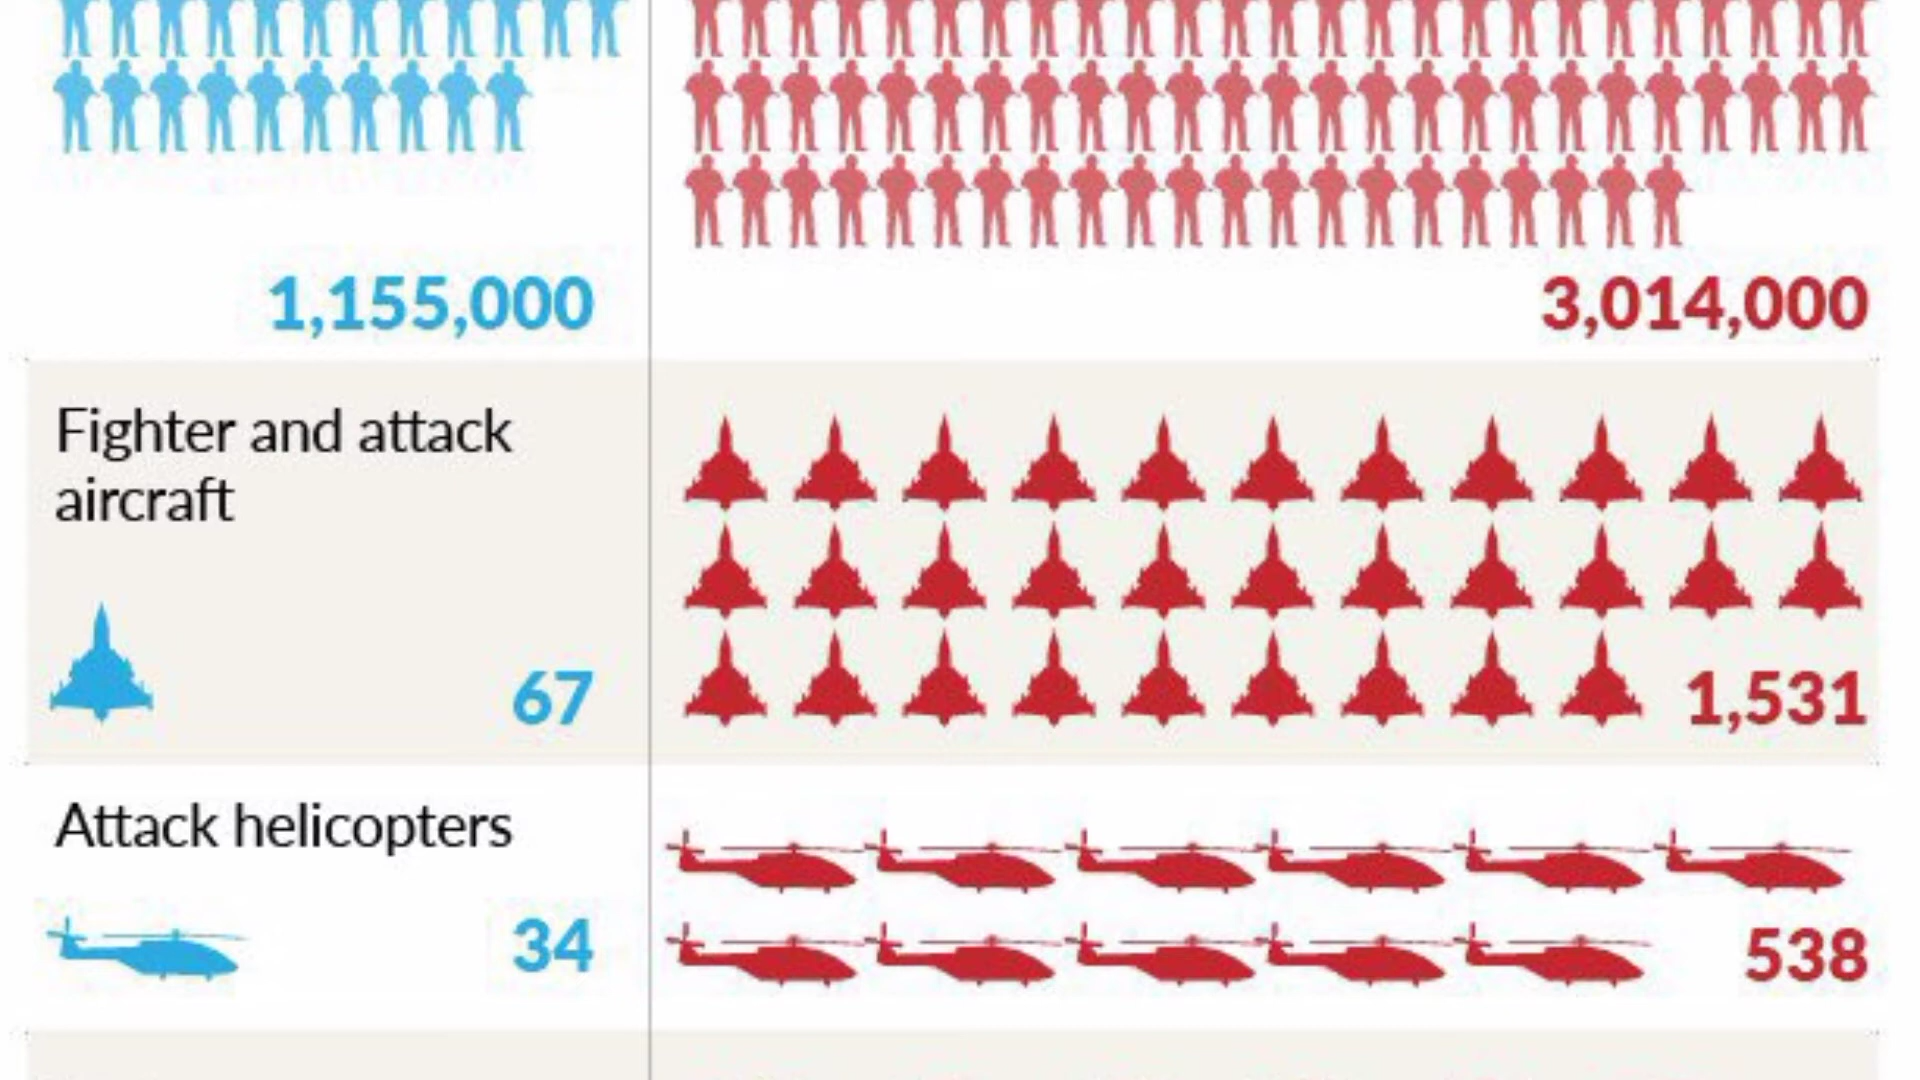 1,155,000
3,014,000
Fighter and attack
aircraft
67
1,531
Attack helicopters
34
538